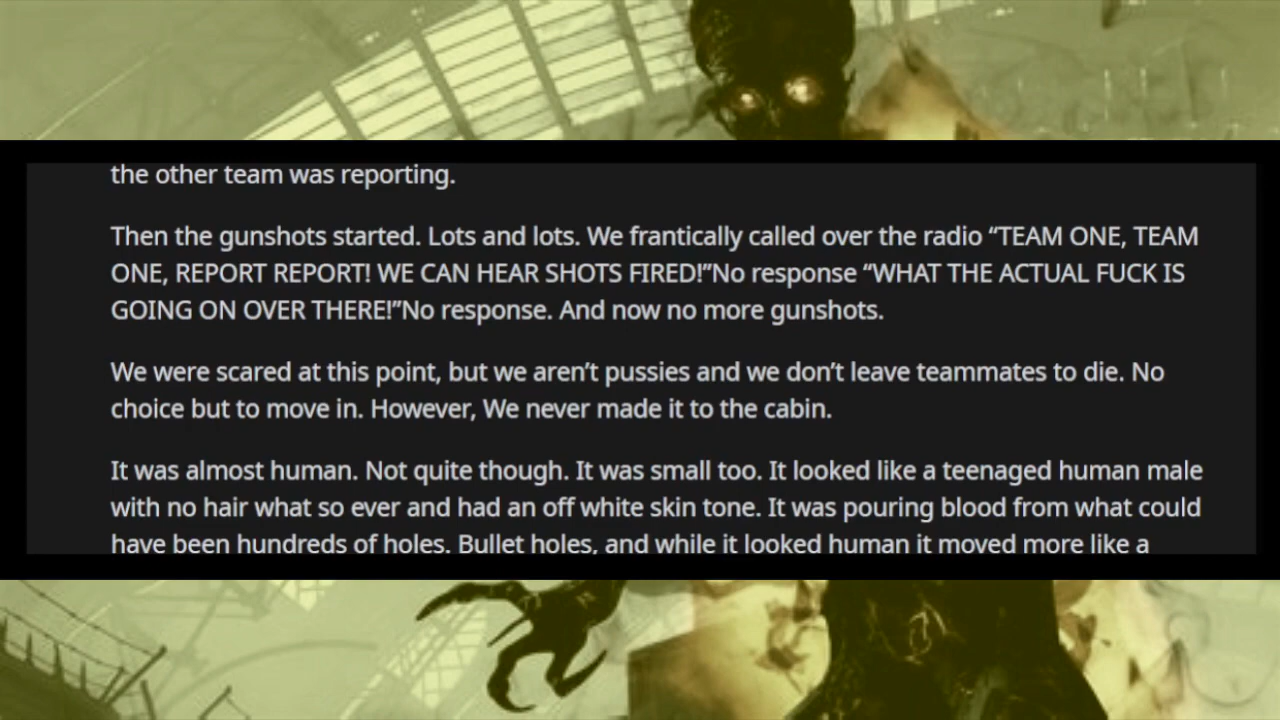 the other team was reporting.
Then the gunshots started. Lots and lots. We frantically called over the radio “TEAM ONE, TEAM
ONE, REPORT REPORT! WE CAN HEAR SHOTS FIRED!”No response “WHAT THE ACTUAL FUCK IS
GOING ON OVER THERE!”No response. And now no more gunshots.
We were scared at this point, but we aren’t pussies and we don’t leave teammates to die. No
choice but to move in. However, We never made it to the cabin.
It was almost human. Not quite though. It was small too. It looked like a teenaged human male
with no hair what so ever and had an off white skin tone. It was pouring blood from what could
have been hundreds of holes. Bullet holes, and while it looked human it moved more like a